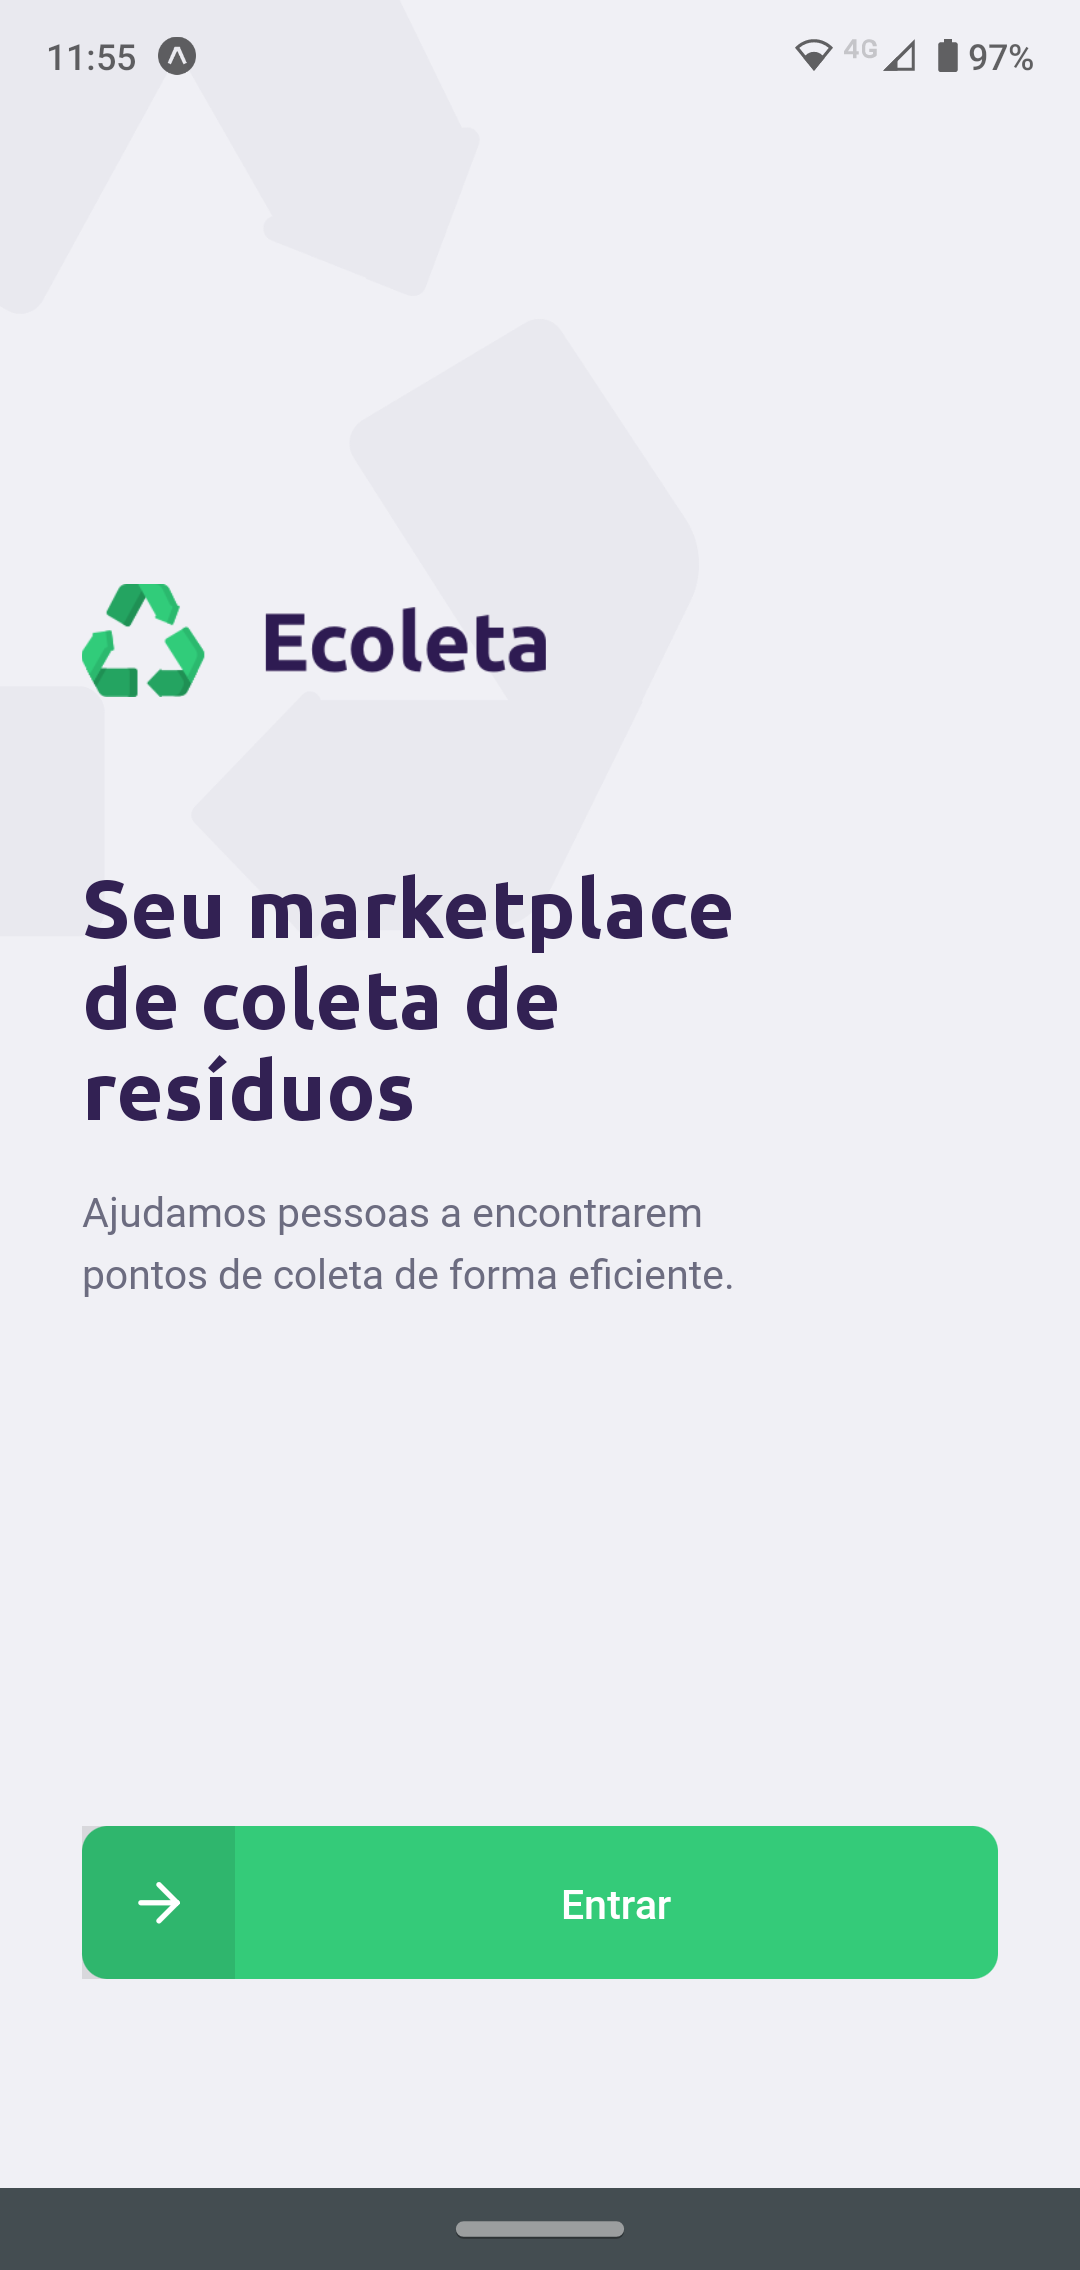 11:55
4G
97%
Ecoleta
Seu marketplace
de coleta de
resíduos
Ajudamos pessoas a encontrarem
pontos de coleta de forma eficiente.
Entrar